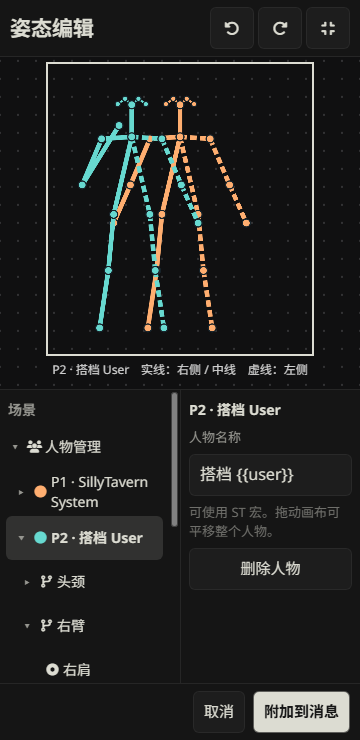 姿态编辑
P2 · 搭档 User 实线：右侧 / 中线 虚线：左侧
场景
人物管理
P1 · SillyTavern
System
P2 · 搭档 User
头颈
右臂
右肩
P2 · 搭档 User
人物名称
搭档 {{user}}
可使用 ST 宏。拖动画布可
平移整个人物。
删除人物
取消
附加到消息